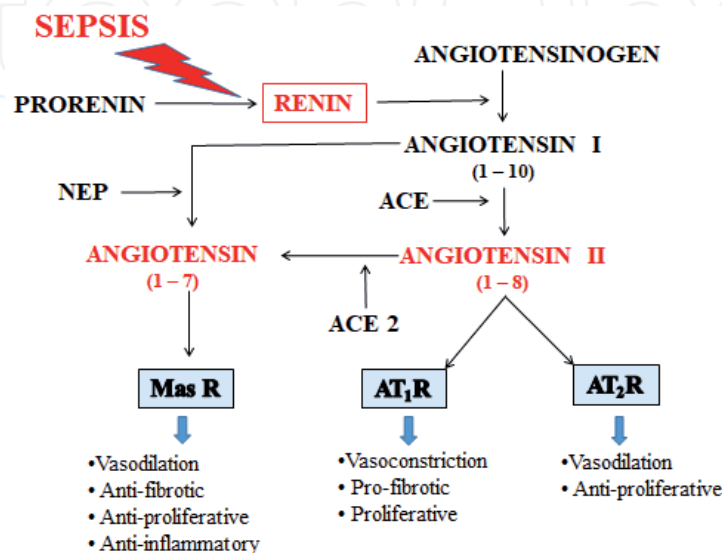 SEPSIS
ANGIOTENSINOGEN
PRORENIN
RENIN
ANGIOTENSIN I
(1 – 10)
NEP
ACE
ANGIOTENSIN
(1 – 7)
ANGIOTENSIN II
(1 – 8)
ACE 2
Mas R
AT₁R
AT₂R
•Vasodilation
• Anti-fibrotic
• Anti-proliferative
• Anti-inflammatory
•Vasoconstriction
• Pro-fibrotic
• Proliferative
•Vasodilation
• Anti-proliferative